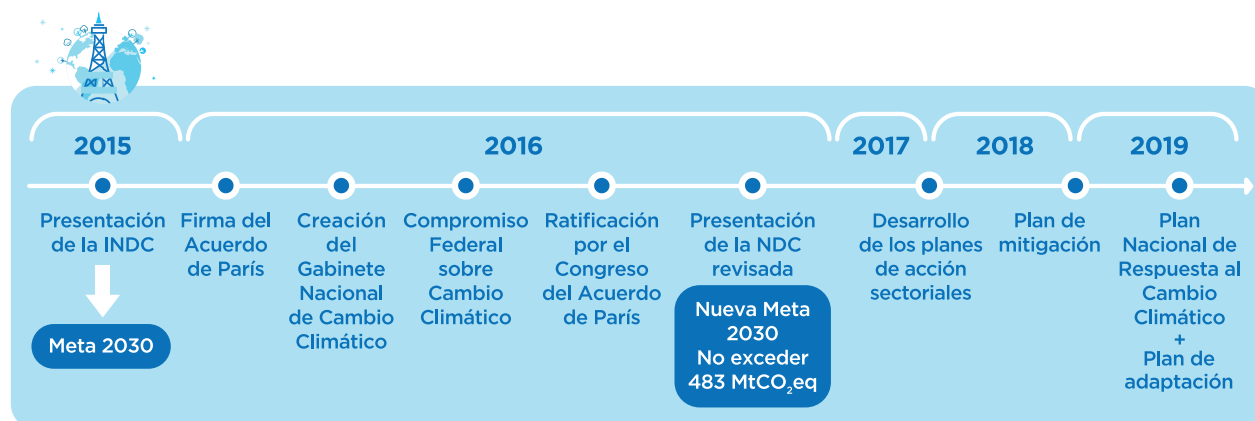 2015
2016
2017
2018
2019
Presentación
de la INDC
Meta 2030
Firma del
Acuerdo
de París
Creación
del
Gabinete
Nacional
de Cambio
Climático
Compromiso
Federal
sobre
Cambio
Climático
Ratificación
por el
Congreso
del Acuerdo
de París
Presentación
de la NDC
revisada
Nueva Meta
2030
No exceder
483 MtCO₂eq
Desarrollo
de los planes
de acción
sectoriales
Plan de
mitigación
Plan
Nacional de
Respuesta al
Cambio
Climático
+
Plan de
adaptación